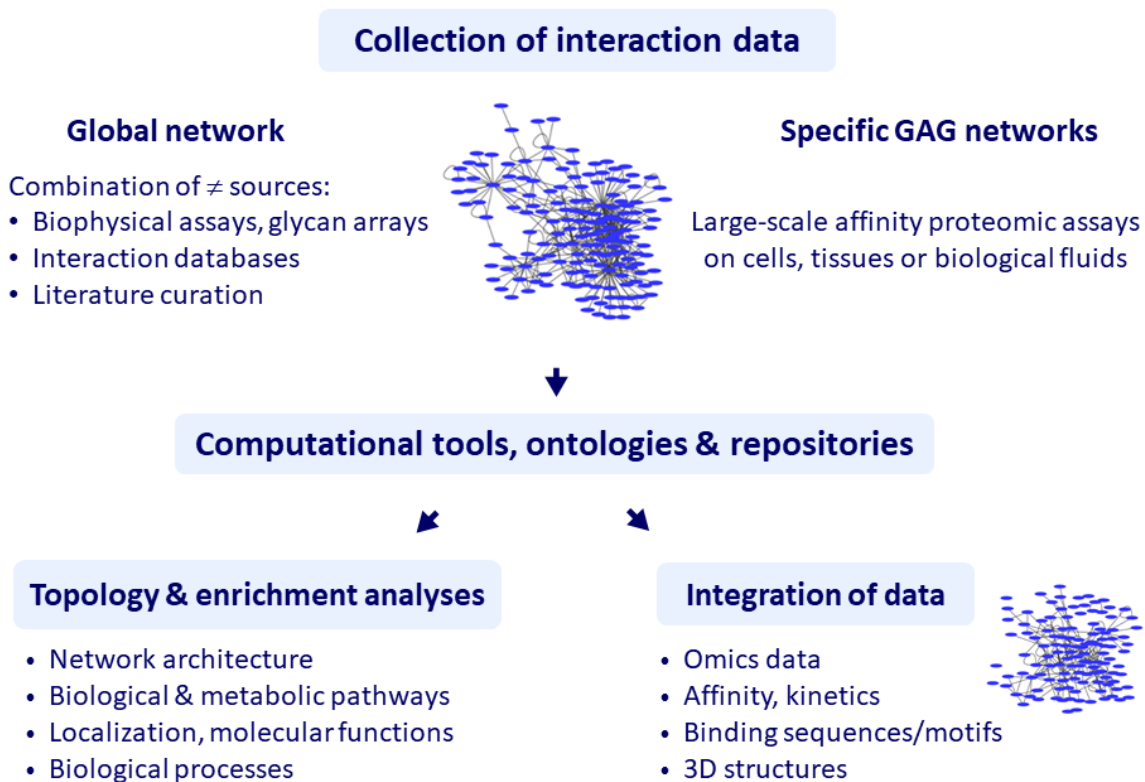 Collection of interaction data
Global network
Combination of ≠ sources:
• Biophysical assays, glycan arrays
• Interaction databases
• Literature curation
Specific GAG networks
Large-scale affinity proteomic assays
on cells, tissues or biological fluids
Computational tools, ontologies & repositories
Topology & enrichment analyses
• Network architecture
• Biological & metabolic pathways
• Localization, molecular functions
• Biological processes
Integration of data
• Omics data
• Affinity, kinetics
• Binding sequences/motifs
• 3D structures